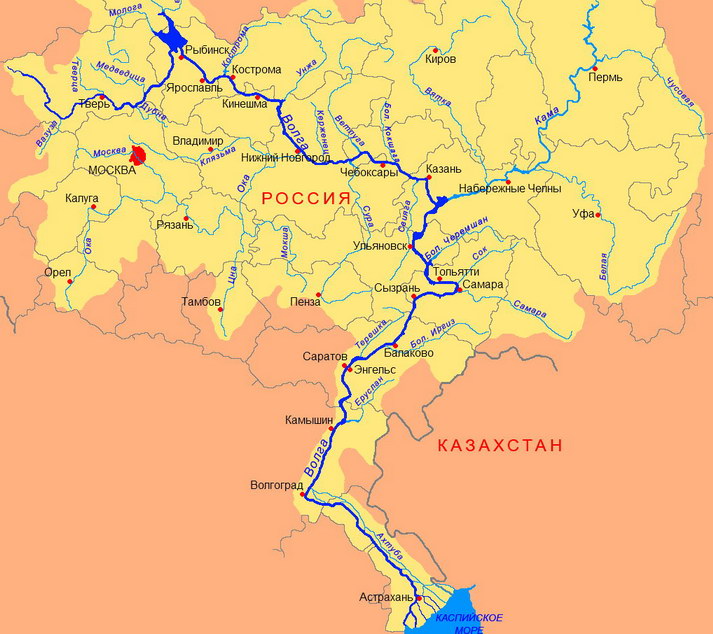 Молога
Рыбинск
Кострома
Унжа
Киров
Пермь
Чусовая
Тверца
Медведица
Ярославль
Кострома
Кинешма
Вятка
Кама
Тверь
Дубна
Вазуза
Волга
Керженец
Ветлуга
Бол. Кокшага
Москва
МОСКВА
Владимир
Клязьма
Нижний Новгород
Чебоксары
Казань
Набережные Челны
Ока
РОССИЯ
Калуга
Рязань
Сура
Свияга
Уфа
Ока
Мокша
Ульяновск
Бол. Черемшан
Сок
Белая
Орел
Цна
Тольятти
Тамбов
Пенза
Сызрань
Самара
Самара
Терешка
Бол. Иргиз
Балаково
Саратов
Энгельс
Еруслан
Камышин
Волга
КАЗАХСТАН
Волгоград
Ахтуба
Астрахань
КАСПИЙСКОЕ
МОРЕ